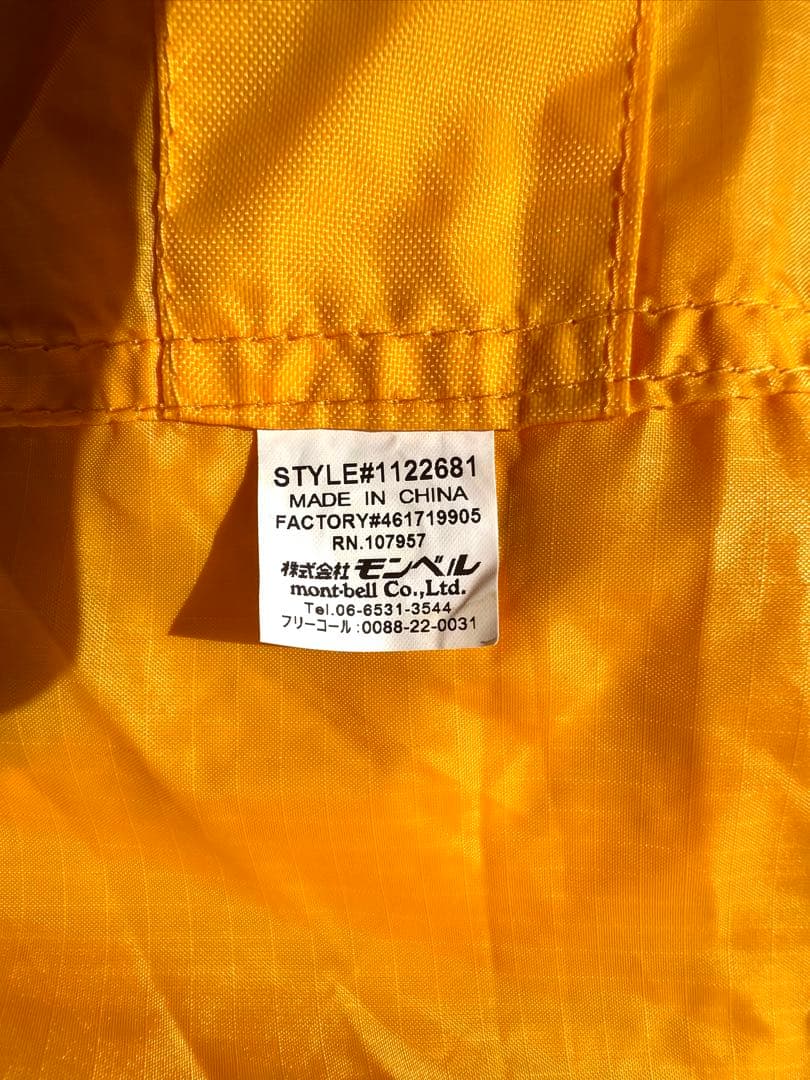 STYLE#1122681
MADE IN CHINA
FACTORY#461719905
RN.107957
株式会社 モンベル
mont-bell Co.,Ltd.
Tel.06-6531-3544
フリーコール:0088-22-0031